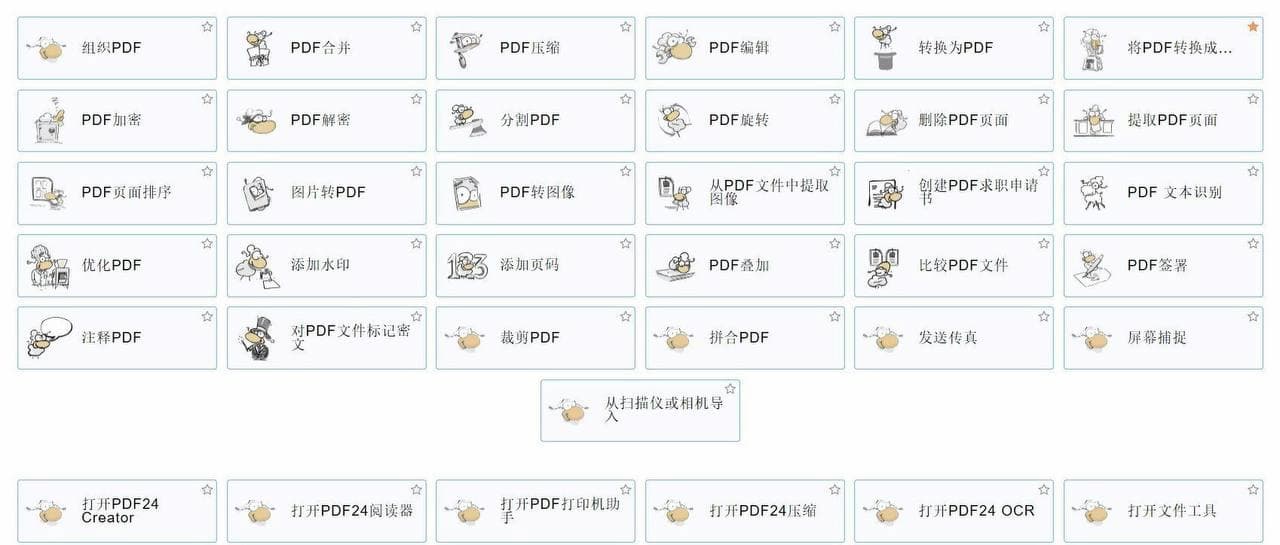 组织PDF
PDF合并
PDF压缩
PDF编辑
转换为PDF
将PDF转换成...
PDF加密
PDF解密
分割PDF
PDF旋转
删除PDF页面
提取PDF页面
PDF页面排序
图片转PDF
PDF转图像
从PDF文件中提取
图像
创建PDF求职申请
书
PDF 文本识别
优化PDF
添加水印
123
添加页码
PDF叠加
比较PDF文件
PDF签署
注释PDF
对PDF文件标记密
文
裁剪PDF
拼合PDF
发送传真
屏幕捕捉
从扫描仪或相机导
入
打开PDF24
Creator
打开PDF24阅读器
打开PDF打印机助
手
打开PDF24压缩
打开PDF24 OCR
打开文件工具